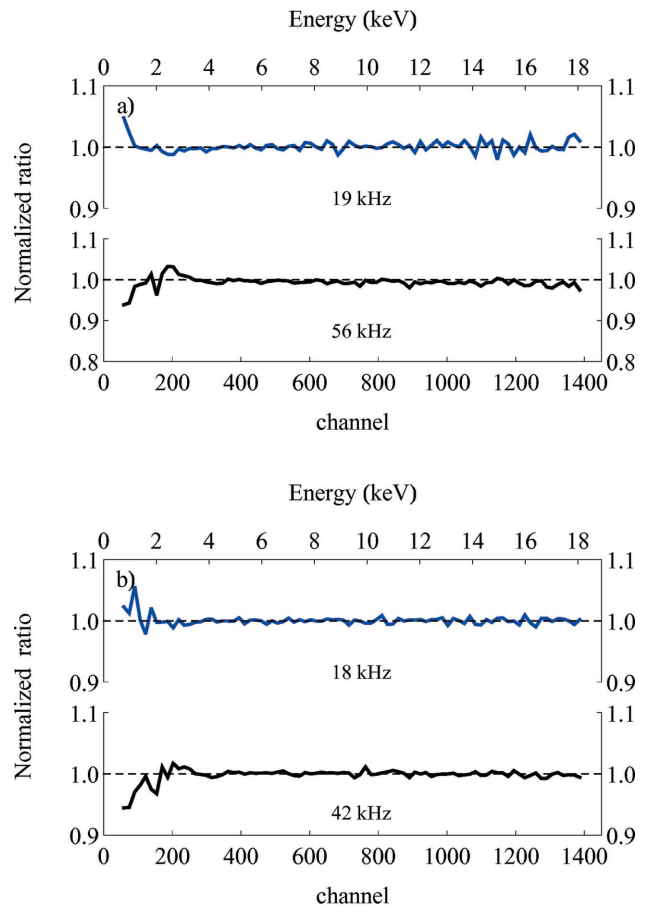 Energy (keV)
0 2 4 6 8 10 12 14 16 18
1.1 a) 1.1
1.0 1.0
0.9 19 kHz 0.9
1.1 1.1
1.0 1.0
0.9 56 kHz 0.9
0.8 0.8
0 200 400 600 800 1000 1200 1400
channel
Normalized ratio
Energy (keV)
0 2 4 6 8 10 12 14 16 18
1.1 b) 1.1
1.0 1.0
0.9 18 kHz 0.9
1.1 1.1
1.0 1.0
0.9 42 kHz 0.9
0 200 400 600 800 1000 1200 1400
channel
Normalized ratio